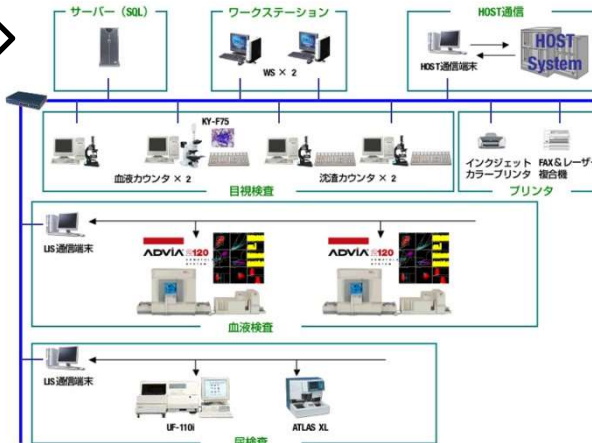 サーバー（SQL）
ワークステーション
HOST通信
WS × 2
HOST通信端末
HOST
System
KY-F75
血液カウンタ × 2
沈渣カウンタ × 2
目視検査
インクジェット
カラープリンタ
FAX＆レーザー
複合機
プリンタ
LIS通信端末
ADVIA 2120
ADVIA 2120
血液検査
LIS通信端末
UF-110i
ATLAS XL
尿検査